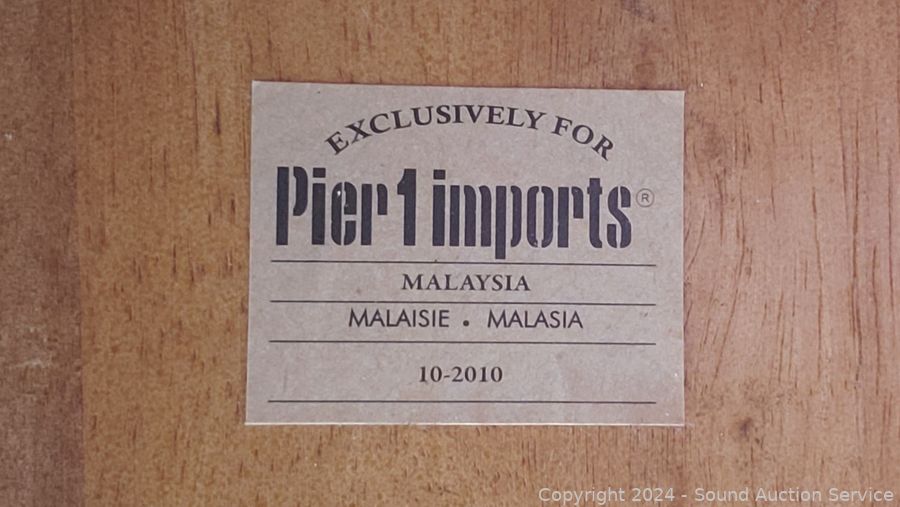 EXCLUSIVELY FOR
Pier 1 imports®
MALAYSIA
MALAISIE • MALASIA
10-2010
Copyright 2024 - Sound Auction Service